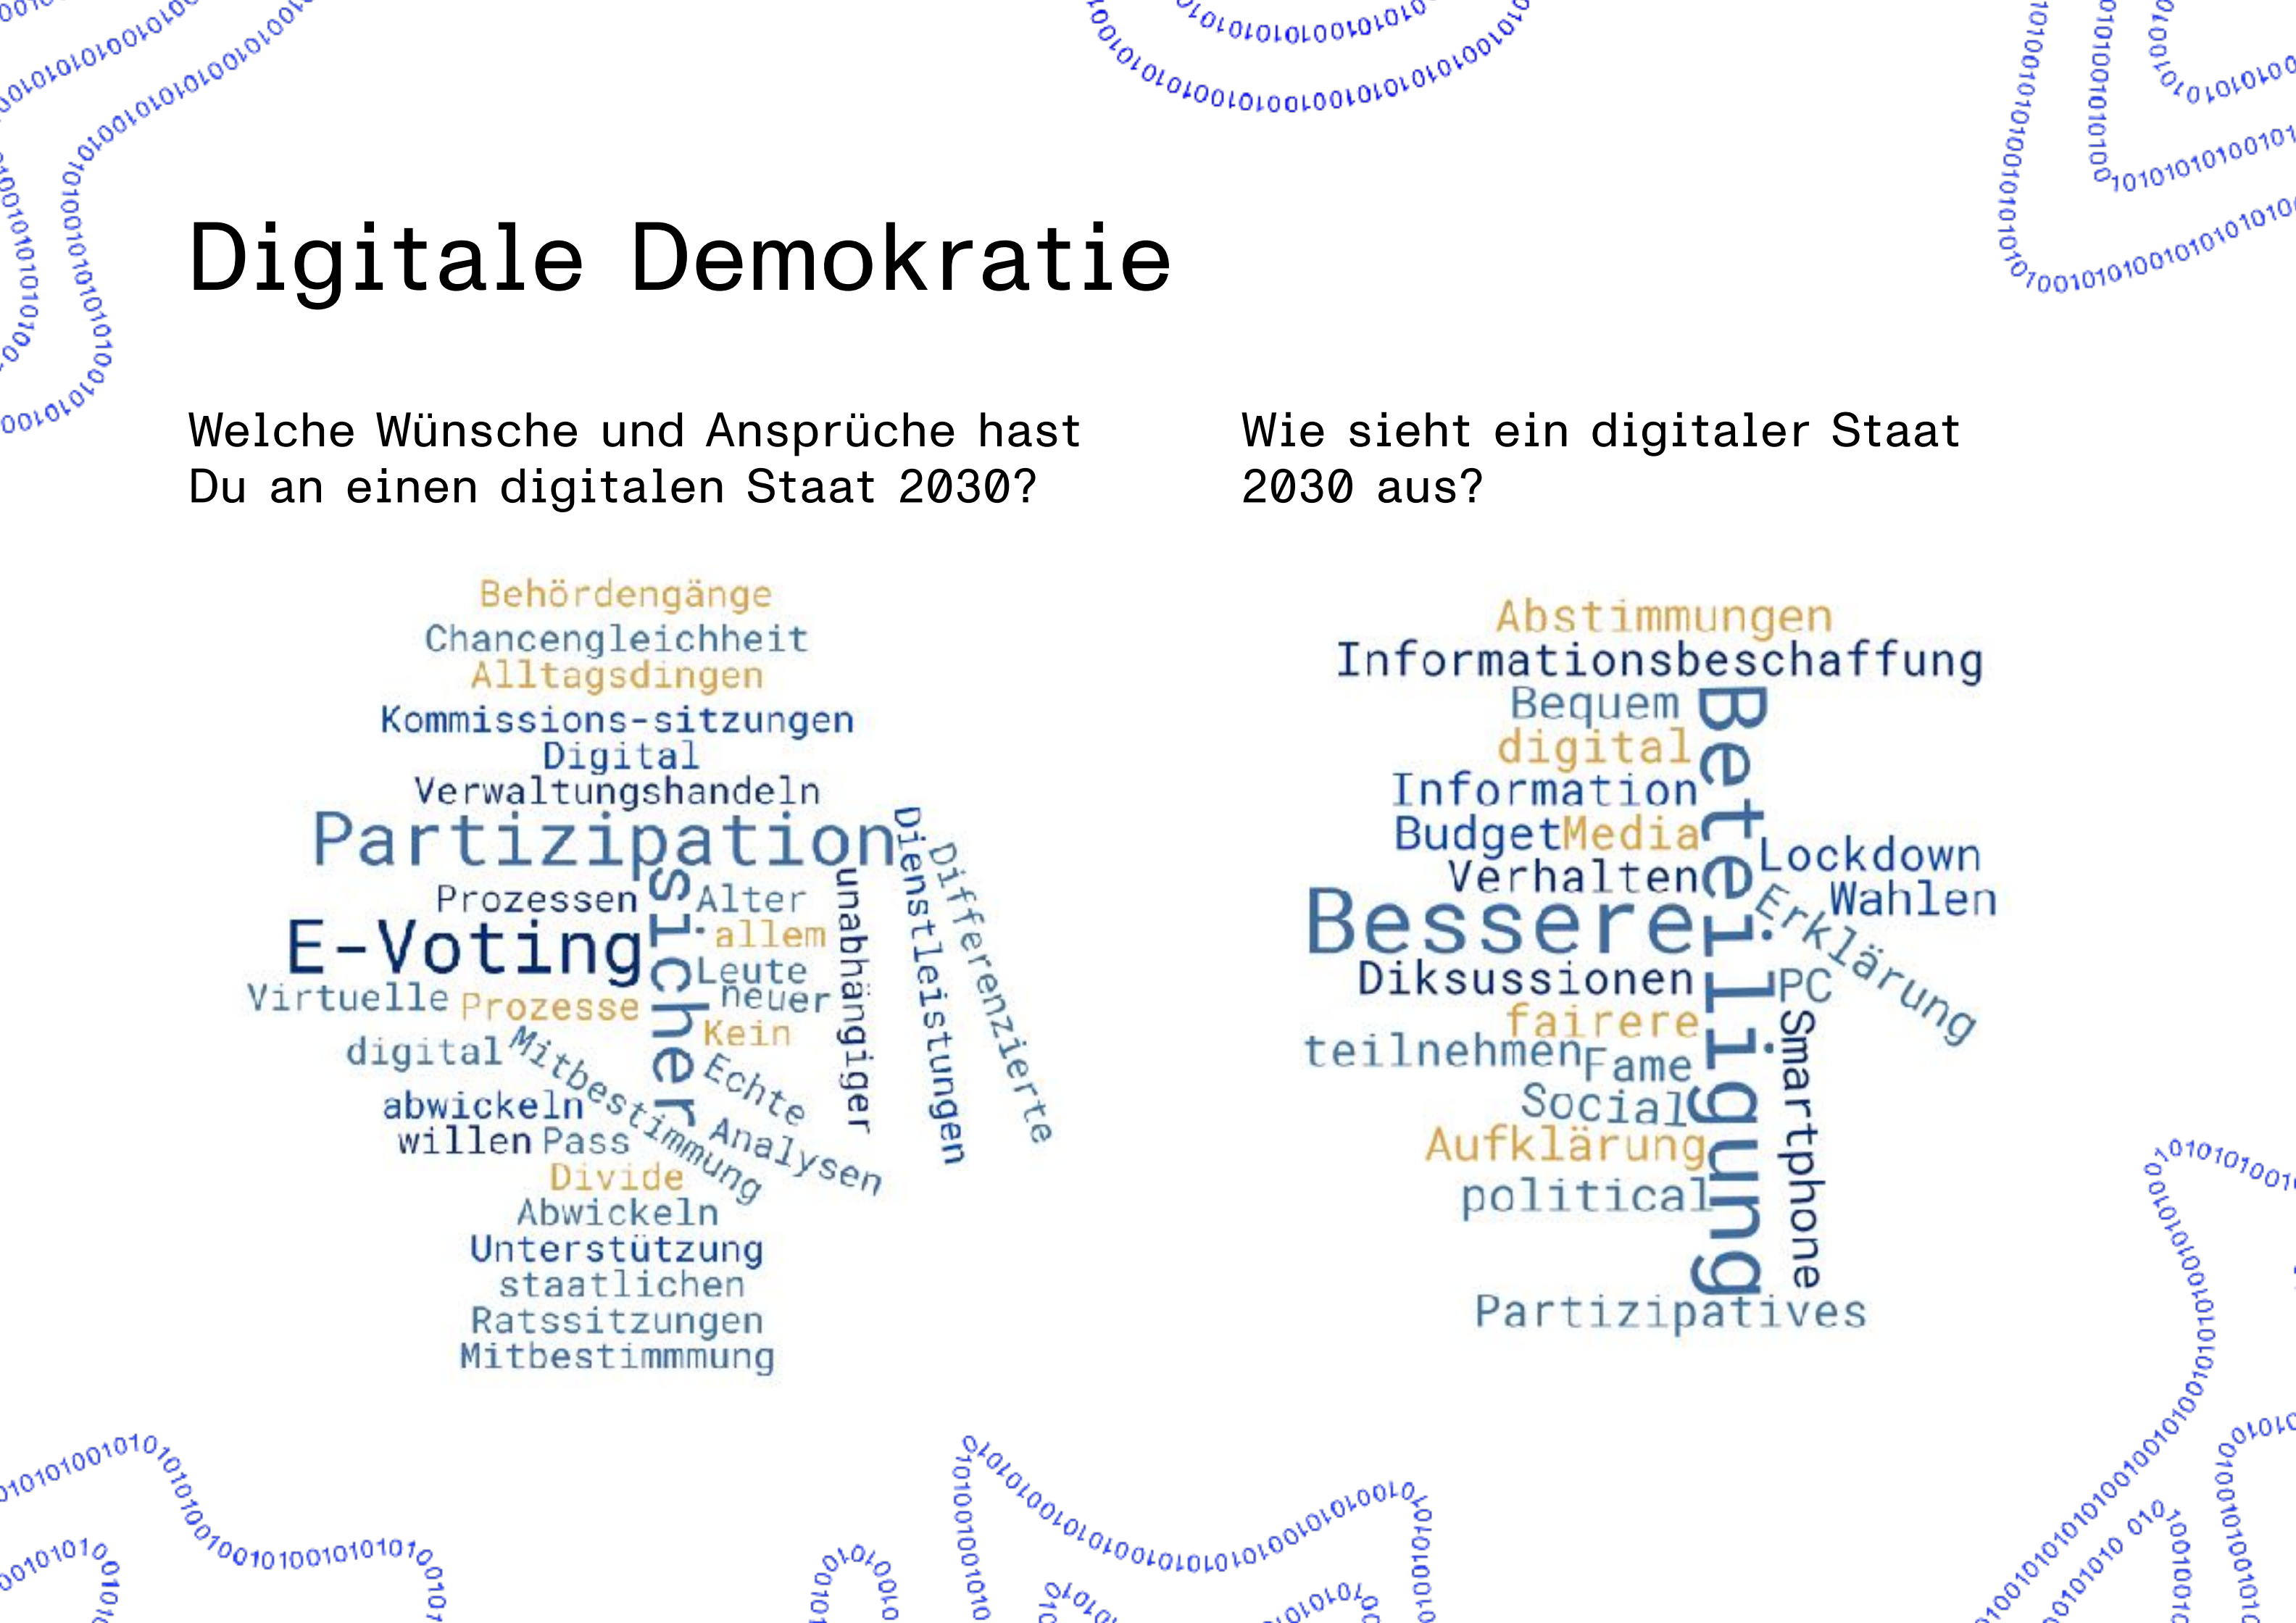 Digitale Demokratie
Welche Wünsche und Ansprüche hast
Du an einen digitalen Staat 2030?
Behördengänge
Chancengleichheit
Alltagsdingen
Kommissions-sitzungen
Digital
Verwaltungshandeln
Partizipation
Dienstleistungen
Differenzierte
Prozessen
sicher
Alter
unabhängiger
E-Voting
allem
Leute
Virtuelle
Prozesse
neuer
Kein
digital
Mitbestimmung
Echte
abwickeln
Analysen
willen
Pass
Divide
Abwickeln
Unterstützung
staatlichen
Ratssitzungen
Mitbestimmmung
Wie sieht ein digitaler Staat
2030 aus?
Abstimmungen
Informationsbeschaffung
Bequem
Beteiligung
digital
Information
Budget
Media
Lockdown
Verhalten
Wahlen
Erklärung
Bessere
Diksussionen
PC
fairere
Smartphone
teilnehmen
Fame
Social
Aufklärung
political
Partizipatives